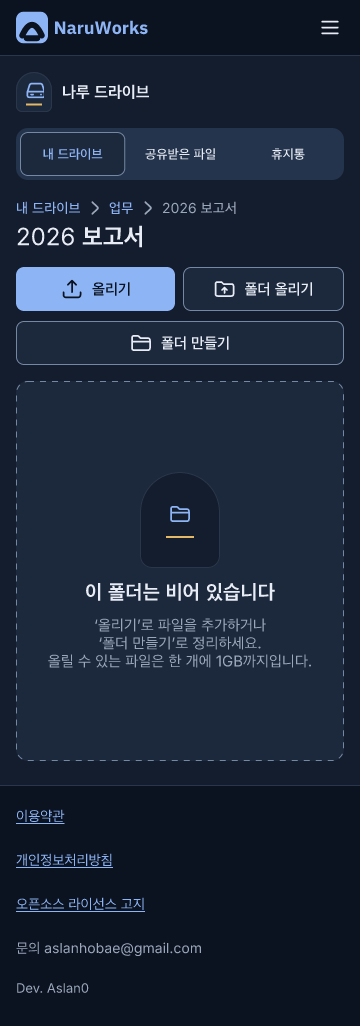 NaruWorks
나루 드라이브
내 드라이브 공유받은 파일 휴지통
내 드라이브 업무 2026 보고서
2026 보고서
올리기 폴더 올리기
폴더 만들기
이 폴더는 비어 있습니다
‘올리기’로 파일을 추가하거나
‘폴더 만들기’로 정리하세요.
올릴 수 있는 파일은 한 개에 1GB까지입니다.
이용약관
개인정보처리방침
오픈소스 라이선스 고지
문의 aslanhobae@gmail.com
Dev. Aslan0